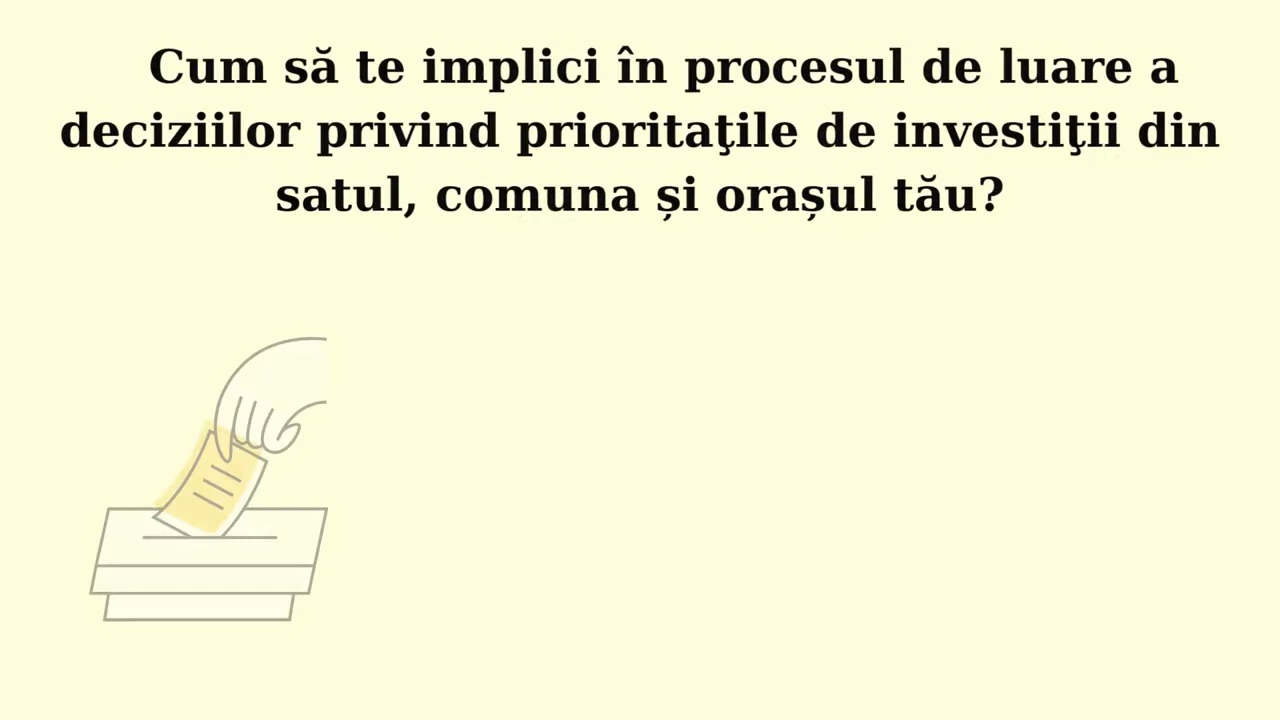 Cum să te implici în procesul de luare a
deciziilor privind prioritaţile de investiţii din
satul, comuna și orașul tău?